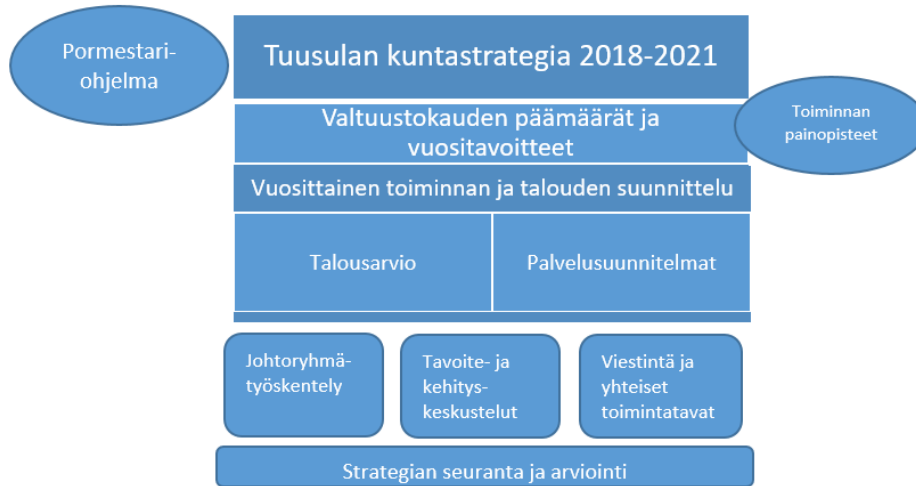 Pormestari-
ohjelma
Tuusulan kuntastrategia 2018-2021
Valtuustokauden päämäärät ja
vuositavoitteet
Toiminnan
painopisteet
Vuosittainen toiminnan ja talouden suunnittelu
Talousarvio
Palvelusuunnitelmat
Johtoryhmä-
työskentely
Tavoite- ja
kehitys-
keskustelut
Viestintä ja
yhteiset
toimintatavat
Strategian seuranta ja arviointi